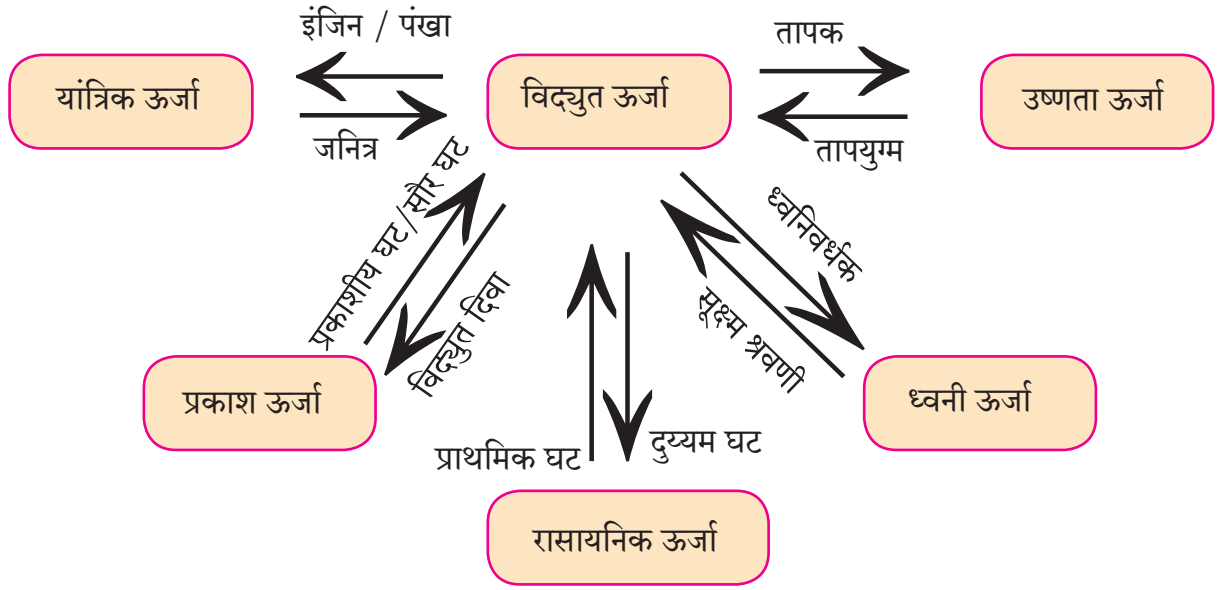 इंजिन / पंखा
तापक
यांत्रिक ऊर्जा
विद्युत ऊर्जा
उष्णता ऊर्जा
जनित्र
तापयुग्म
प्रकाशीय घट/सौर घट
विद्युत दिवा
ध्वनिवर्धक
सूक्ष्म श्रवणी
प्रकाश ऊर्जा
ध्वनी ऊर्जा
प्राथमिक घट
दुय्यम घट
रासायनिक ऊर्जा